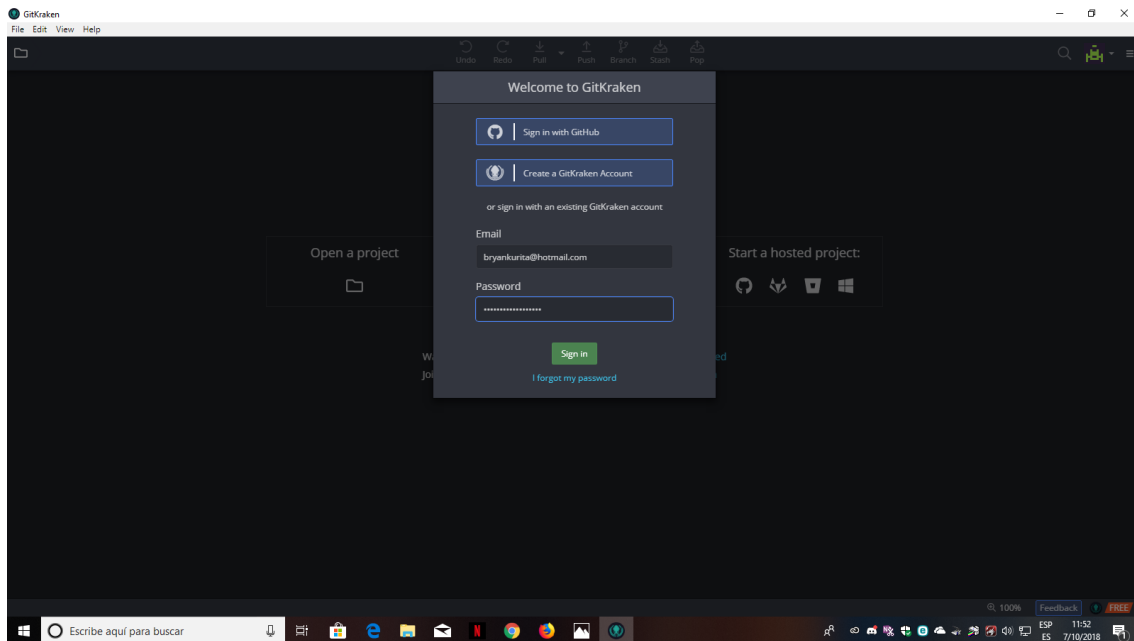 GitKraken
File Edit View Help
Undo Redo Pull Push Branch Stash Pop
Welcome to GitKraken
Sign in with GitHub
Create a GitKraken Account
or sign in with an existing GitKraken account
Email
Open a project
Start a hosted project:
bryankurita@hotmail.com
Password
•••••••••••••••••
Sign in
I forgot my password
100%
Feedback
FREE
Escribe aquí para buscar
ESP
11:52
ES
7/10/2018